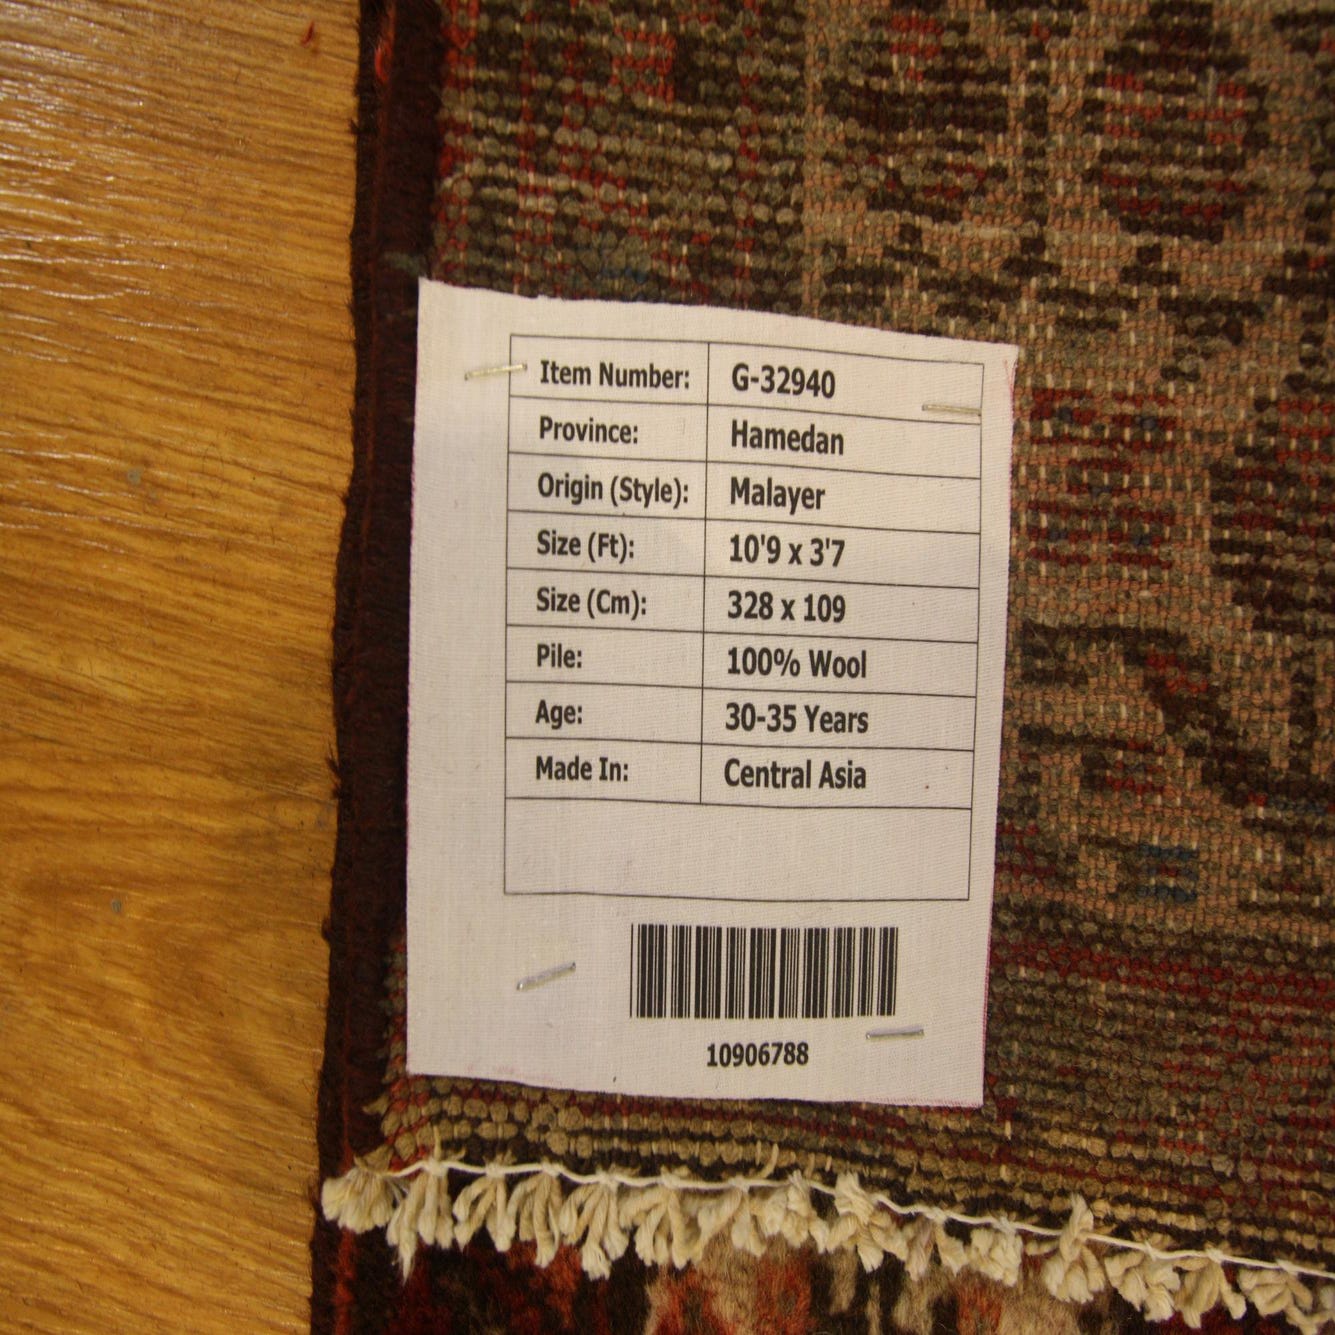 Item Number: G-32940
Province: Hamedan
Origin (Style): Malayer
Size (Ft): 10'9 x 3'7
Size (Cm): 328 x 109
Pile: 100% Wool
Age: 30-35 Years
Made In: Central Asia
10906788